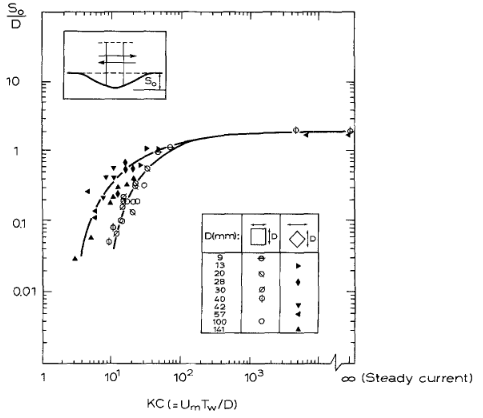 S₀
D
10
1
0.1
0.01
S₀
D(mm):
D
D
9
13
20
28
30
40
42
57
100
141
1
10¹
10²
10³
∞ (Steady current)
KC (= UₘT_w/D)